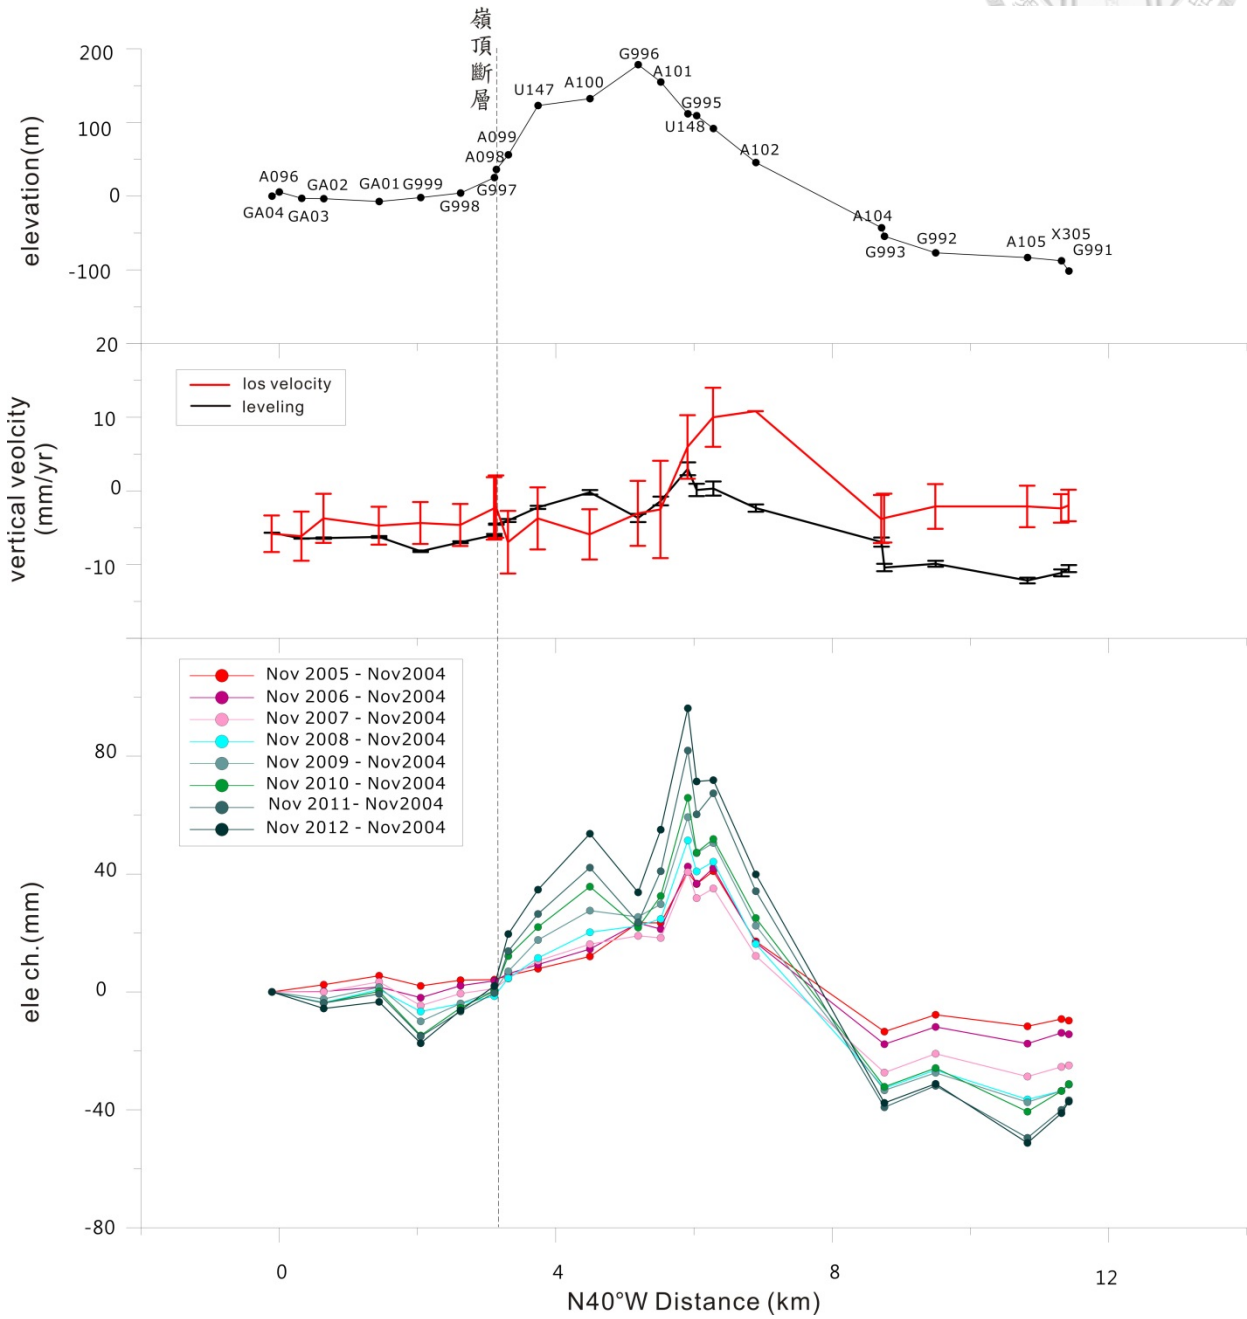 嶺頂斷層
200
100
0
-100
elevation(m)
A096
GA04
GA03
GA02
GA01
G999
G998
A098
G997
A099
U147
A100
G996
A101
G995
U148
A102
A104
G993
G992
A105
X305
G991
20
10
0
-10
vertical veolcity
(mm/yr)
los velocity
leveling
Nov 2005 - Nov2004
Nov 2006 - Nov2004
Nov 2007 - Nov2004
Nov 2008 - Nov2004
Nov 2009 - Nov2004
Nov 2010 - Nov2004
Nov 2011- Nov2004
Nov 2012 - Nov2004
80
40
0
-40
-80
ele ch.(mm)
0
4
8
12
N40°W Distance (km)